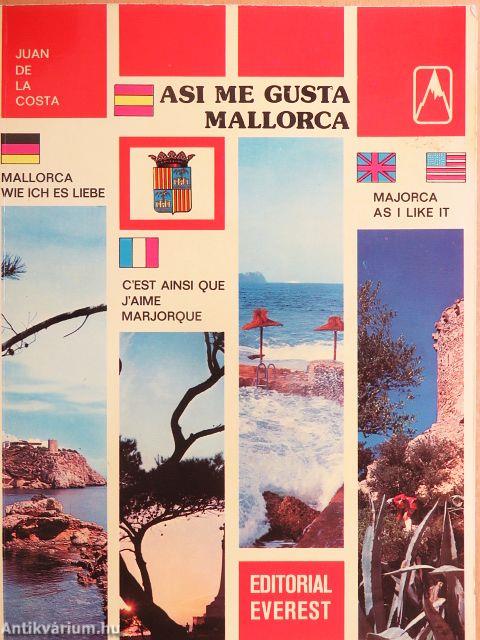 JUAN
DE
LA
COSTA
ASI ME GUSTA
MALLORCA
MALLORCA
WIE ICH ES LIEBE
C'EST AINSI QUE
J'AIME
MARJORQUE
MAJORCA
AS I LIKE IT
EDITORIAL
EVEREST
Antikvárium.hu